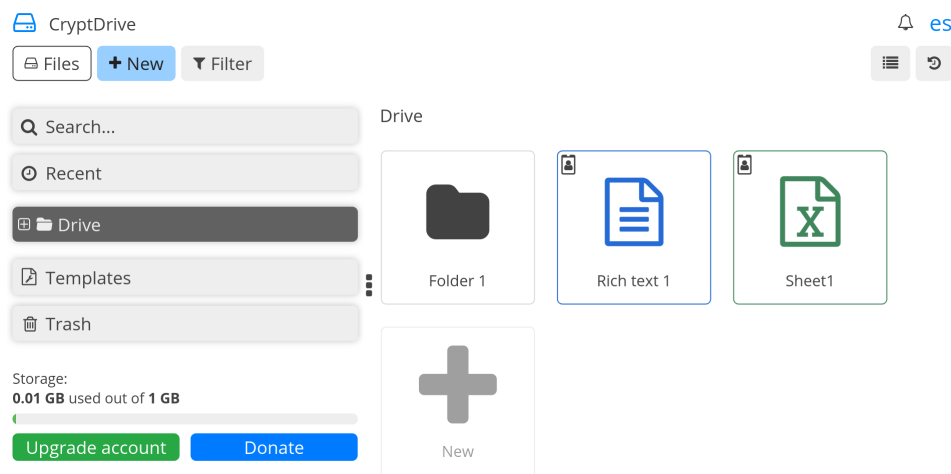 CryptDrive
es
Files
New
Filter
Search...
Recent
Drive
Templates
Trash
Storage:
0.01 GB used out of 1 GB
Upgrade account
Donate
Drive
Folder 1
Rich text 1
Sheet1
New